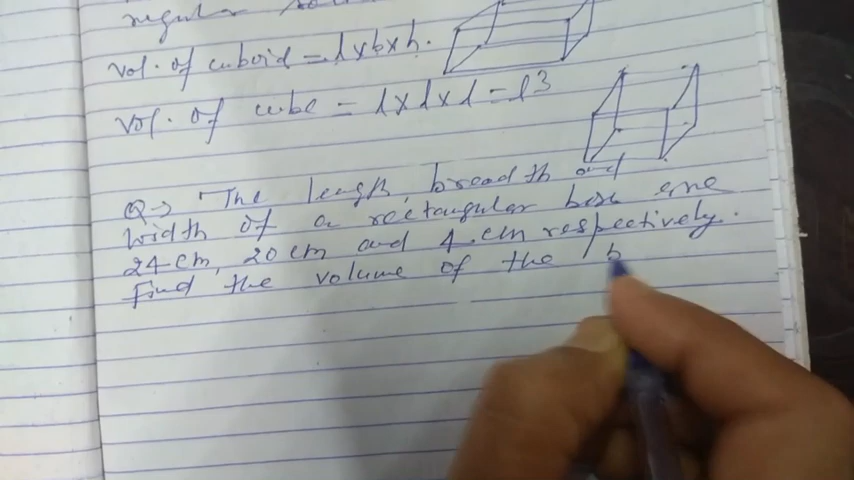 regular
vol. of cuboid = l x b x h.
vol. of cube = l x l x l = l3
Q → The length, breadth and
width of a rectangular box are
24 cm, 20 cm and 4 cm respectively.
find the volume of the b